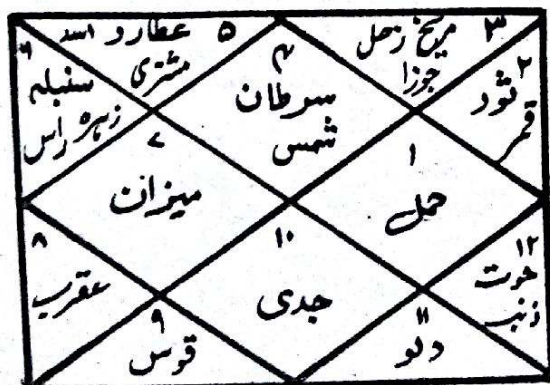 ۳
مریخ زحل
جوزا
۴
سرطان
شمس
۵
عطارد اسد
مشتری
۲
ثور
قمر
۶
سنبلہ
زہرہ راس
۱
حمل
۷
میزان
۱۲
حوت
ذنب
۱۰
جدی
۸
عقرب
۱۱
دلو
۹
قوس